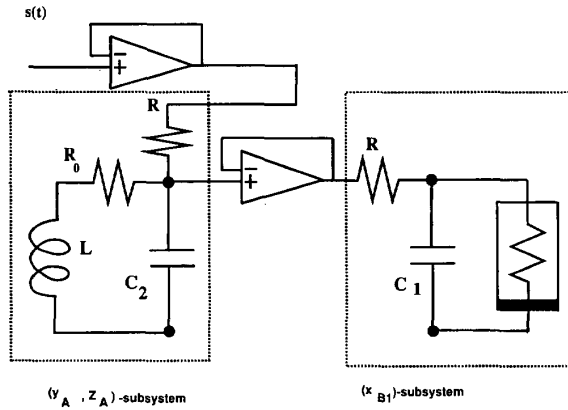 s(t)
−
+
R
R0
−
+
R
L
C2
C1
(yA , zA) -subsystem
(xB1)-subsystem